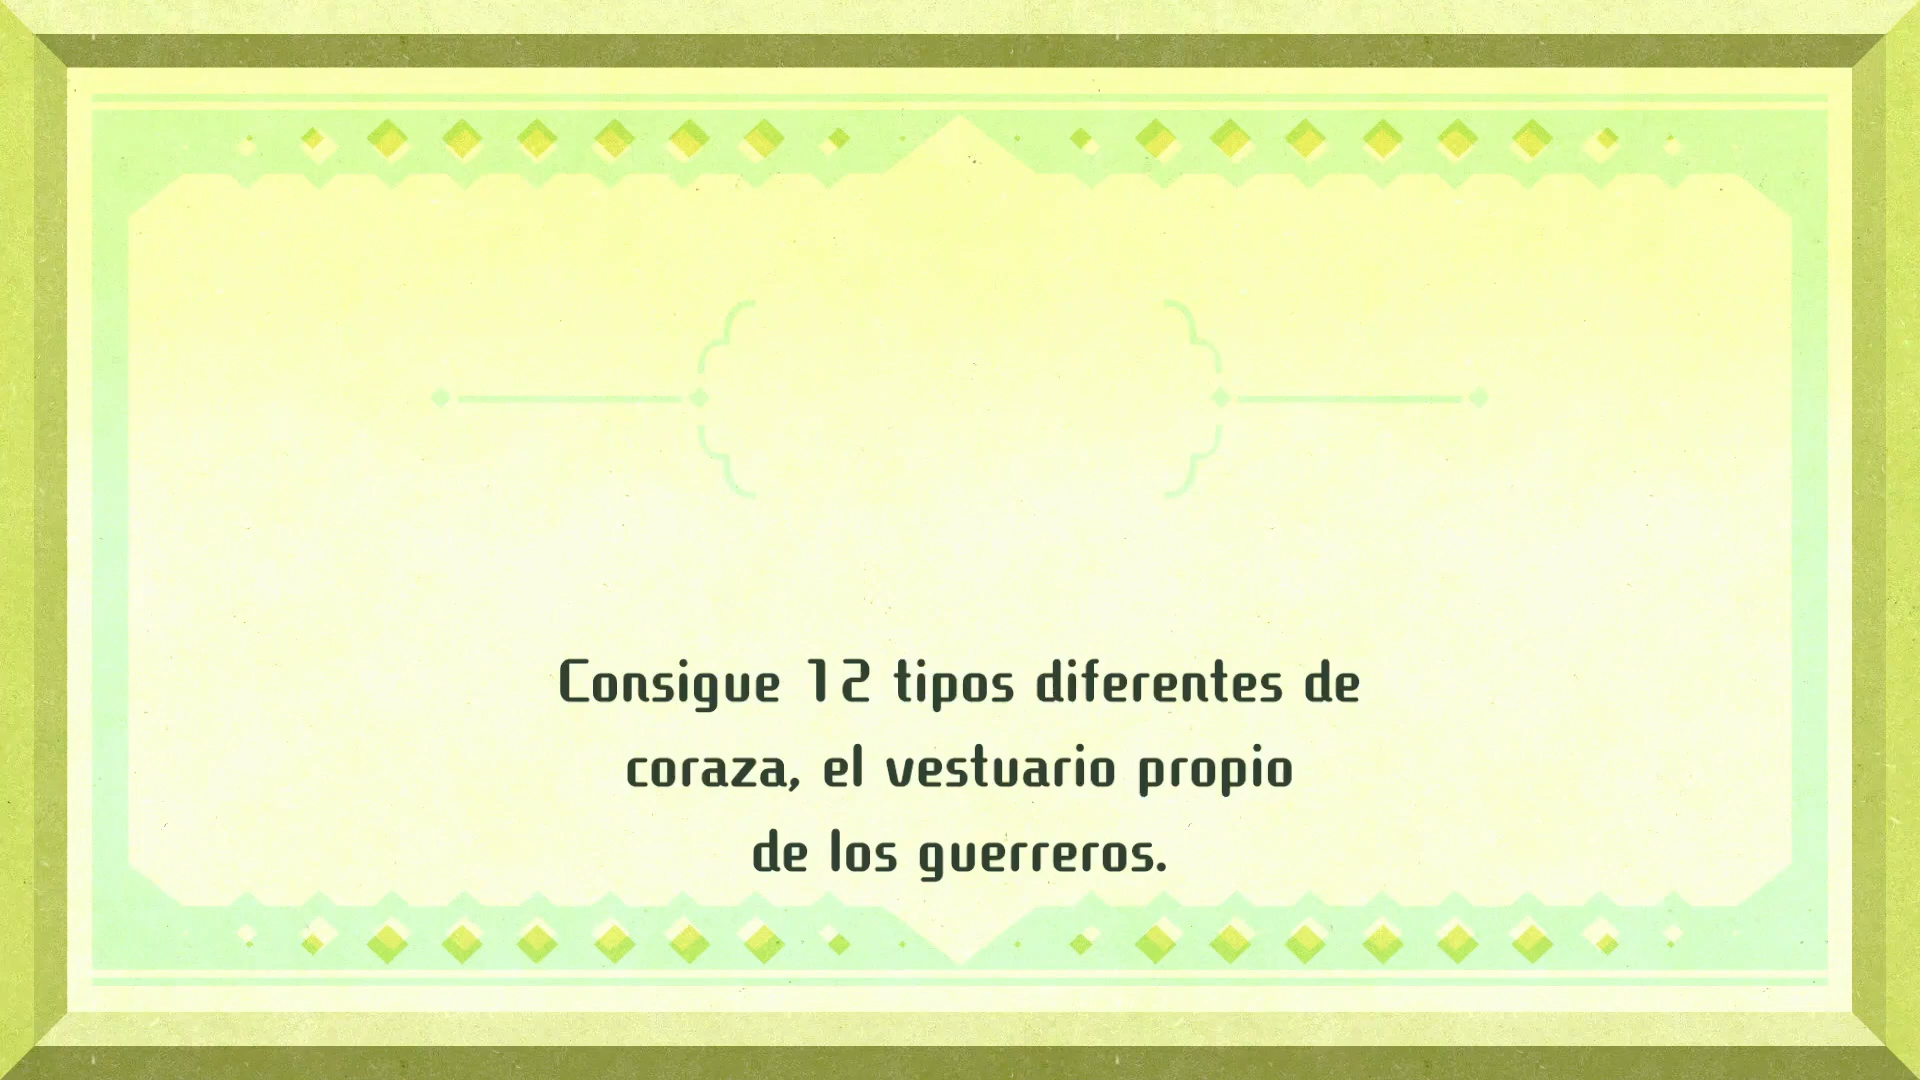 Consigue 12 tipos diferentes de
coraza, el vestuario propio
de los guerreros.